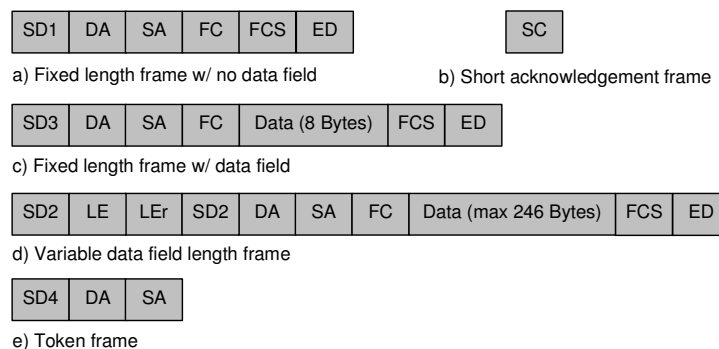 SD1 DA SA FC FCS ED SC
a) Fixed length frame w/ no data field b) Short acknowledgement frame
SD3 DA SA FC Data (8 Bytes) FCS ED
c) Fixed length frame w/ data field
SD2 LE LEr SD2 DA SA FC Data (max 246 Bytes) FCS ED
d) Variable data field length frame
SD4 DA SA
e) Token frame